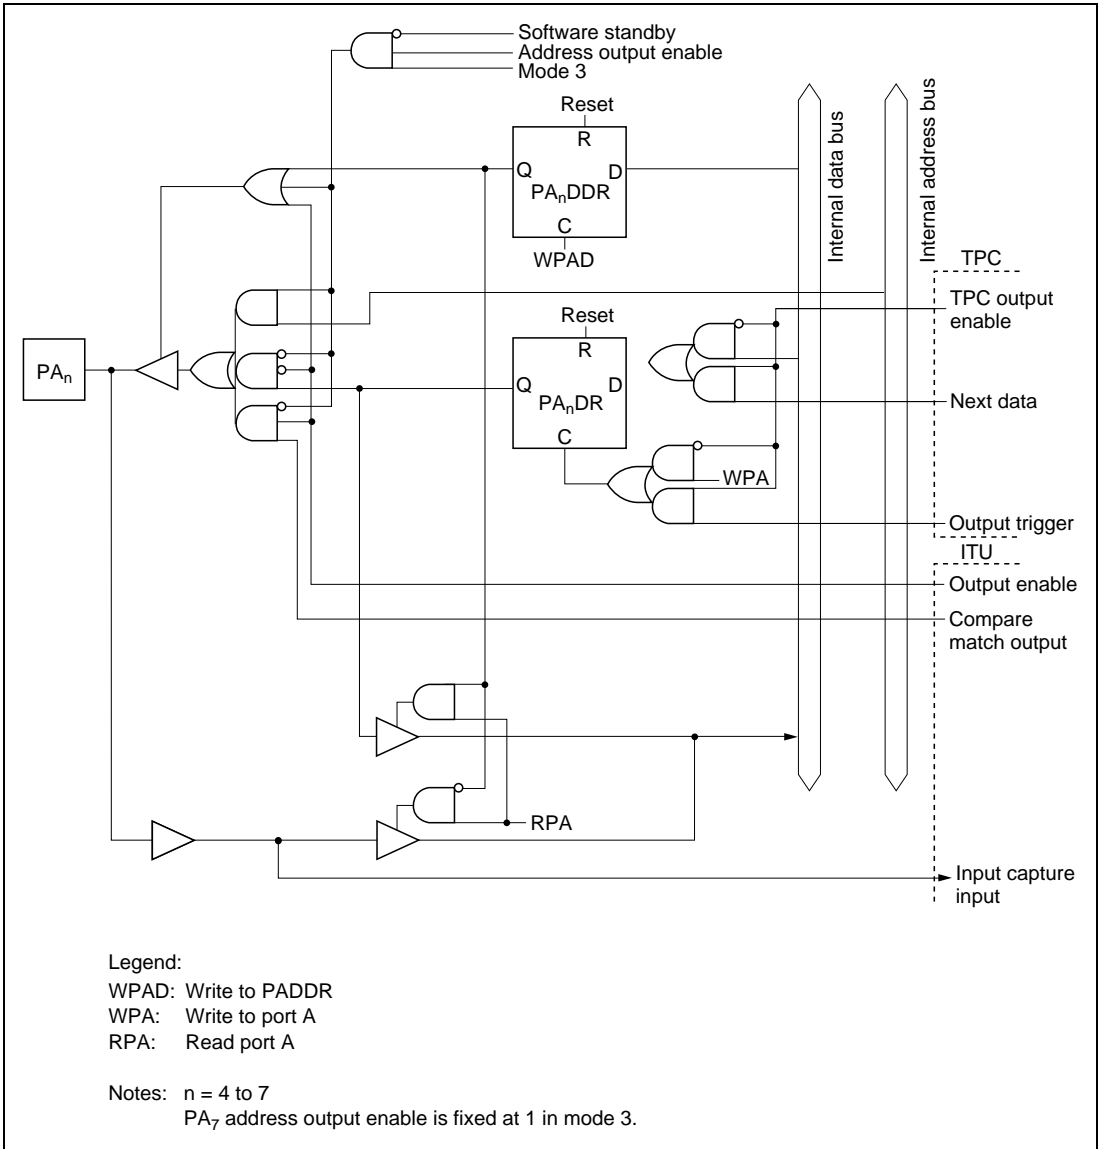 Software standby
Address output enable
Mode 3
Reset
R
Q
D
PAnDDR
C
WPAD
Internal data bus
Internal address bus
TPC
TPC output
enable
Reset
R
PAn
Q
D
PAnDR
C
Next data
WPA
Output trigger
ITU
Output enable
Compare
match output
RPA
Input capture
input
Legend:
WPAD: Write to PADDR
WPA: Write to port A
RPA: Read port A
Notes: n = 4 to 7
PA7 address output enable is fixed at 1 in mode 3.